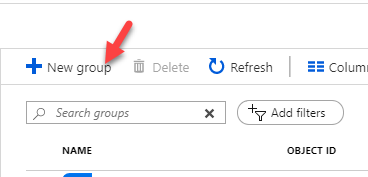 New group Delete Refresh Colum
Search groups Add filters
NAME OBJECT ID